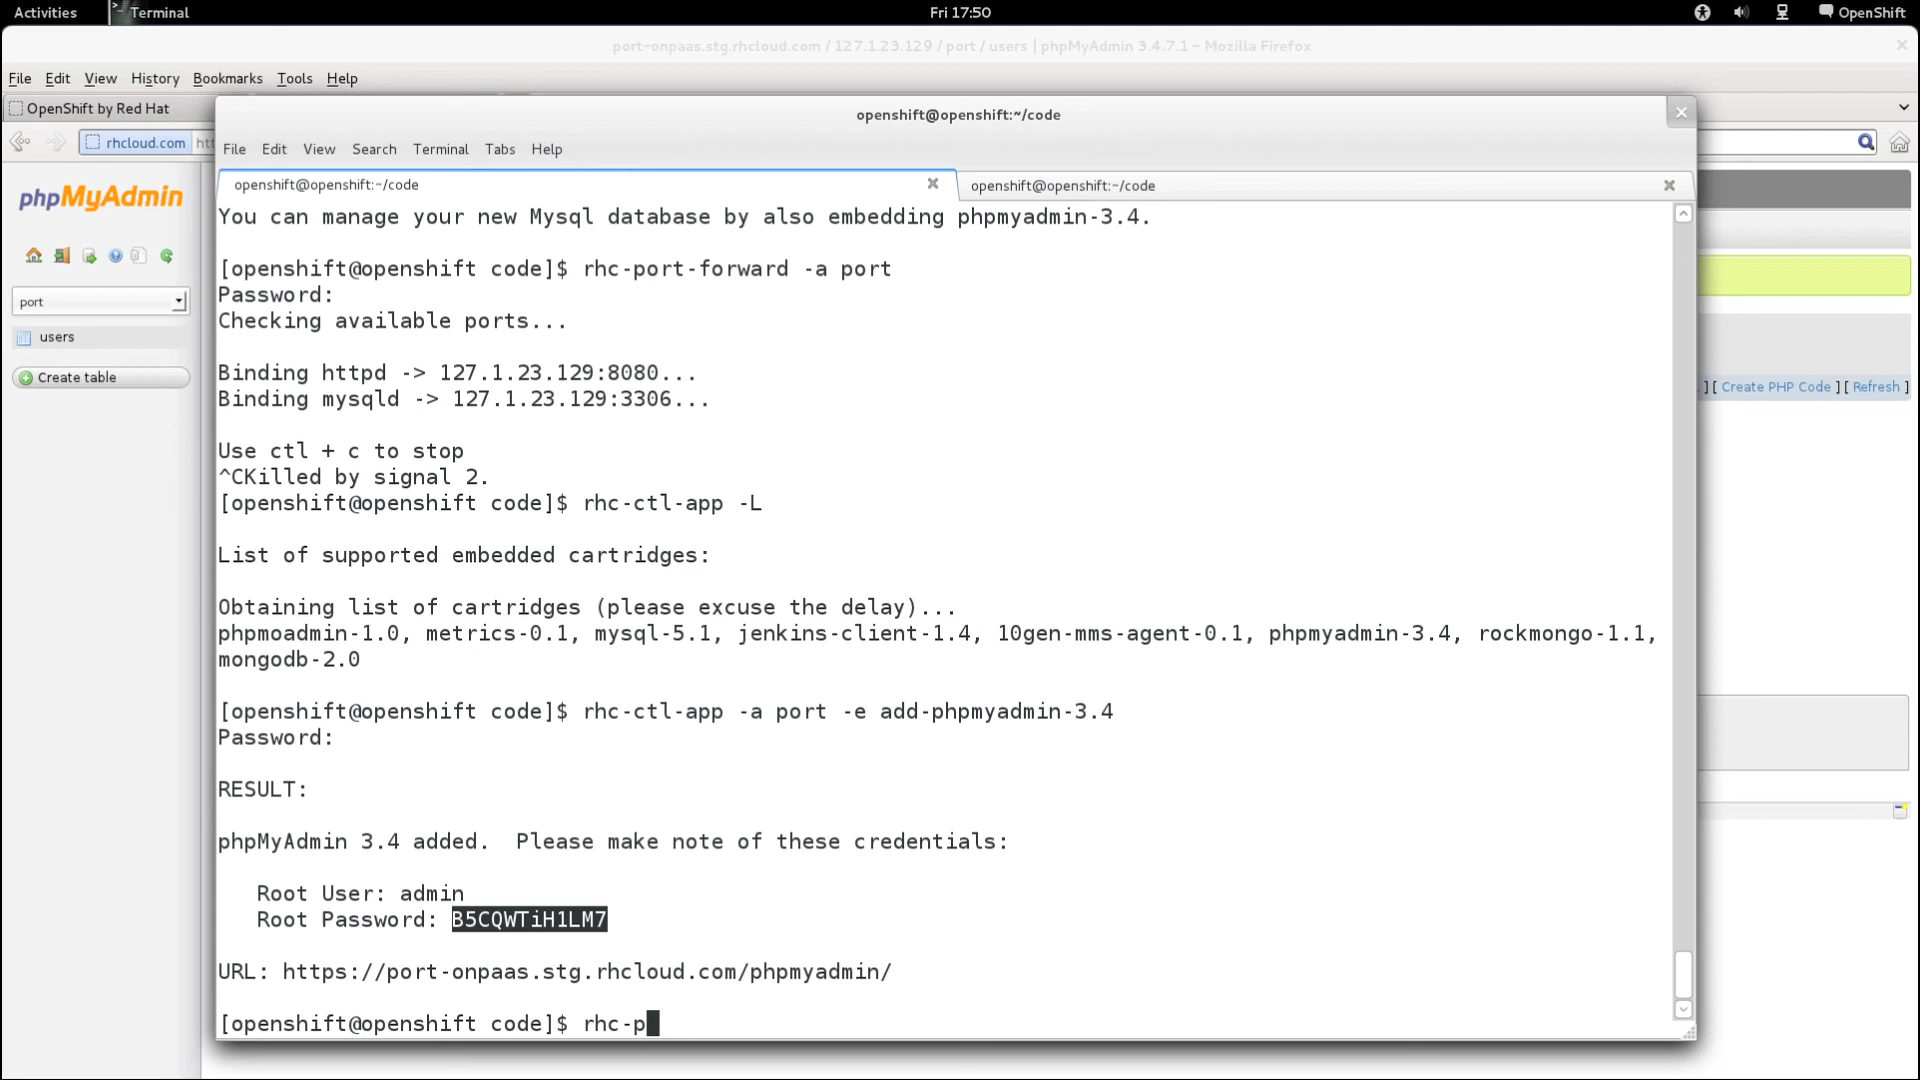 Activities
Terminal
Fri 17:50
OpenShift
port-onpaas.stg.rhcloud.com / 127.1.23.129 / port / users | phpMyAdmin 3.4.7.1 - Mozilla Firefox
File Edit View History Bookmarks Tools Help
OpenShift by Red Hat
rhcloud.com
phpMyAdmin
port
users
Create table
] [ Create PHP Code ] [ Refresh ]
openshift@openshift:~/code
File Edit View Search Terminal Tabs Help
openshift@openshift:~/code
openshift@openshift:~/code
You can manage your new Mysql database by also embedding phpmyadmin-3.4.
[openshift@openshift code]$ rhc-port-forward -a port
Password:
Checking available ports...
Binding httpd -> 127.1.23.129:8080...
Binding mysqld -> 127.1.23.129:3306...
Use ctl + c to stop
^CKilled by signal 2.
[openshift@openshift code]$ rhc-ctl-app -L
List of supported embedded cartridges:
Obtaining list of cartridges (please excuse the delay)...
phpmoadmin-1.0, metrics-0.1, mysql-5.1, jenkins-client-1.4, 10gen-mms-agent-0.1, phpmyadmin-3.4, rockmongo-1.1,
mongodb-2.0
[openshift@openshift code]$ rhc-ctl-app -a port -e add-phpmyadmin-3.4
Password:
RESULT:
phpMyAdmin 3.4 added.  Please make note of these credentials:
Root User: admin
Root Password: B5CQWTiH1LM7
URL: https://port-onpaas.stg.rhcloud.com/phpmyadmin/
[openshift@openshift code]$ rhc-p